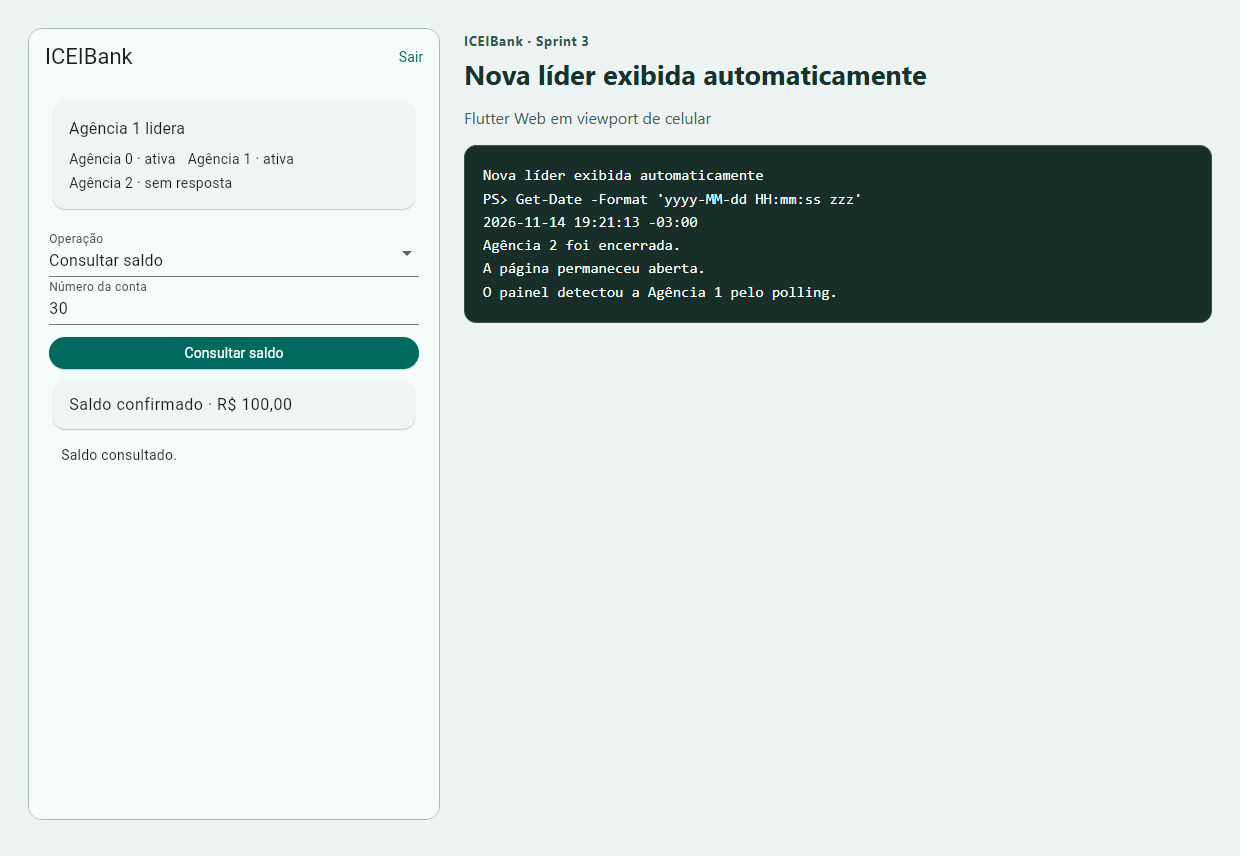 ICEIBank
Sair
Agência 1 lidera
Agência 0 · ativa Agência 1 · ativa
Agência 2 · sem resposta
Operação
Consultar saldo
Número da conta
30
Consultar saldo
Saldo confirmado · R$ 100,00
Saldo consultado.
ICEIBank · Sprint 3
Nova líder exibida automaticamente
Flutter Web em viewport de celular
Nova líder exibida automaticamente
PS> Get-Date -Format 'yyyy-MM-dd HH:mm:ss zzz'
2026-11-14 19:21:13 -03:00
Agência 2 foi encerrada.
A página permaneceu aberta.
O painel detectou a Agência 1 pelo polling.